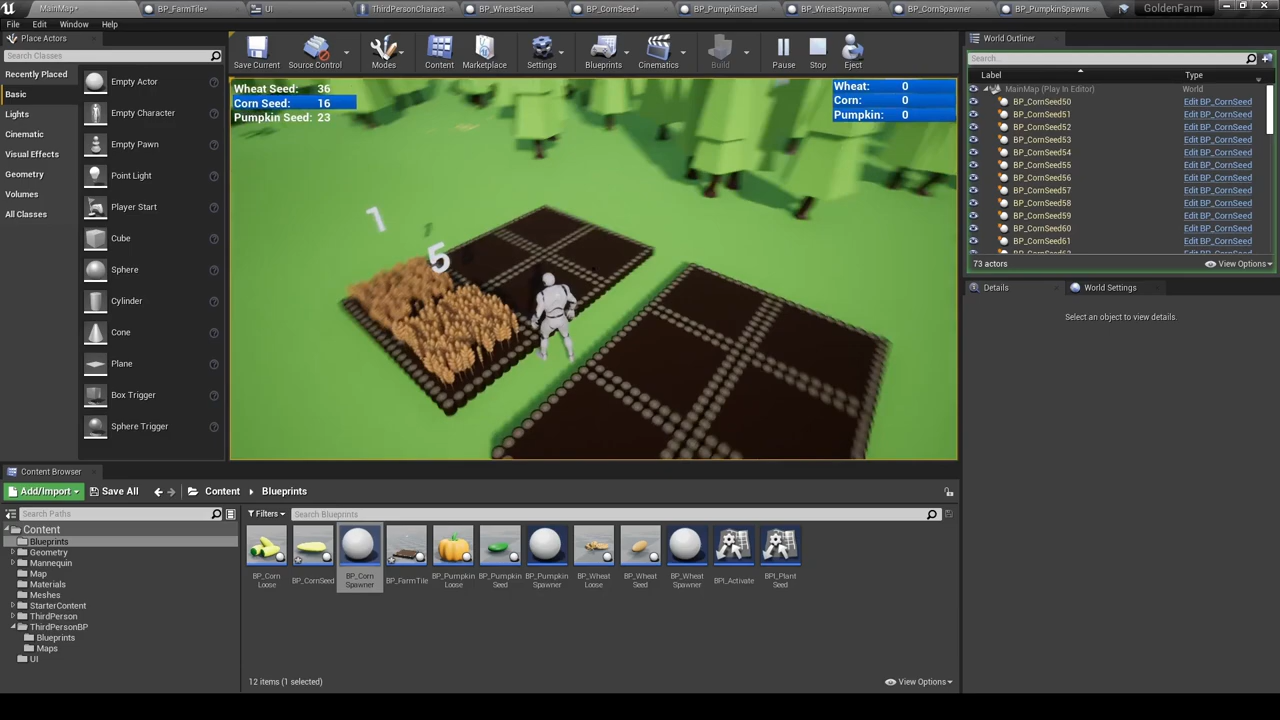 MainMap*
BP_FarmTile*
UI
ThirdPersonCharact
BP_WheatSeed
BP_CornSeed*
BP_PumpkinSeed
BP_WheatSpawner
BP_CornSpawner
BP_PumpkinSpawne
GoldenFarm
File Edit Window Help
Place Actors
Search Classes
Recently Placed
Basic
Lights
Cinematic
Visual Effects
Geometry
Volumes
All Classes
Empty Actor
Empty Character
Empty Pawn
Point Light
Player Start
Cube
Sphere
Cylinder
Cone
Plane
Box Trigger
Sphere Trigger
Save Current
Source Control
Modes
Content
Marketplace
Settings
Blueprints
Cinematics
Build
Pause
Stop
Eject
Wheat Seed: 36
Corn Seed: 16
Pumpkin Seed: 23
Wheat: 0
Corn: 0
Pumpkin: 0
1
5
World Outliner
Search...
Label Type
MainMap (Play In Editor) World
BP_CornSeed50 Edit BP_CornSeed
BP_CornSeed51 Edit BP_CornSeed
BP_CornSeed52 Edit BP_CornSeed
BP_CornSeed53 Edit BP_CornSeed
BP_CornSeed54 Edit BP_CornSeed
BP_CornSeed55 Edit BP_CornSeed
BP_CornSeed56 Edit BP_CornSeed
BP_CornSeed57 Edit BP_CornSeed
BP_CornSeed58 Edit BP_CornSeed
BP_CornSeed59 Edit BP_CornSeed
BP_CornSeed60 Edit BP_CornSeed
BP_CornSeed61 Edit BP_CornSeed
73 actors View Options
Details
World Settings
Select an object to view details.
Content Browser
Add/Import Save All Content Blueprints
Search Paths
Content
Blueprints
Geometry
Mannequin
Map
Materials
Meshes
StarterContent
ThirdPerson
ThirdPersonBP
Blueprints
Maps
UI
Filters Search Blueprints
BP_Corn
Loose
BP_CornSeed
BP_Corn
Spawner
BP_FarmTile
BP_Pumpkin
Loose
BP_Pumpkin
Seed
BP_Pumpkin
Spawner
BP_Wheat
Loose
BP_Wheat
Seed
BP_Wheat
Spawner
BPI_Activate
BPI_Plant
Seed
12 items (1 selected) View Options